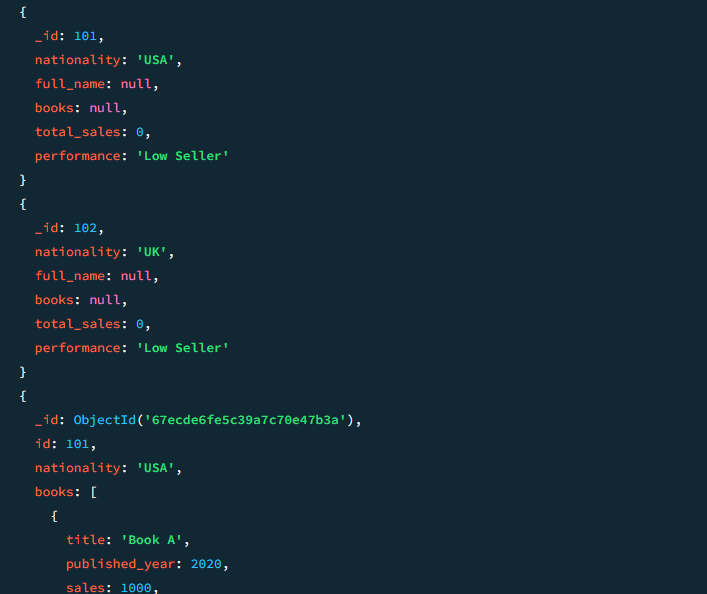 {
  _id: 101,
  nationality: 'USA',
  full_name: null,
  books: null,
  total_sales: 0,
  performance: 'Low Seller'
}
{
  _id: 102,
  nationality: 'UK',
  full_name: null,
  books: null,
  total_sales: 0,
  performance: 'Low Seller'
}
{
  _id: ObjectId('67ecde6fe5c39a7c70e47b3a'),
  id: 101,
  nationality: 'USA',
  books: [
    {
      title: 'Book A',
      published_year: 2020,
      sales: 1000,